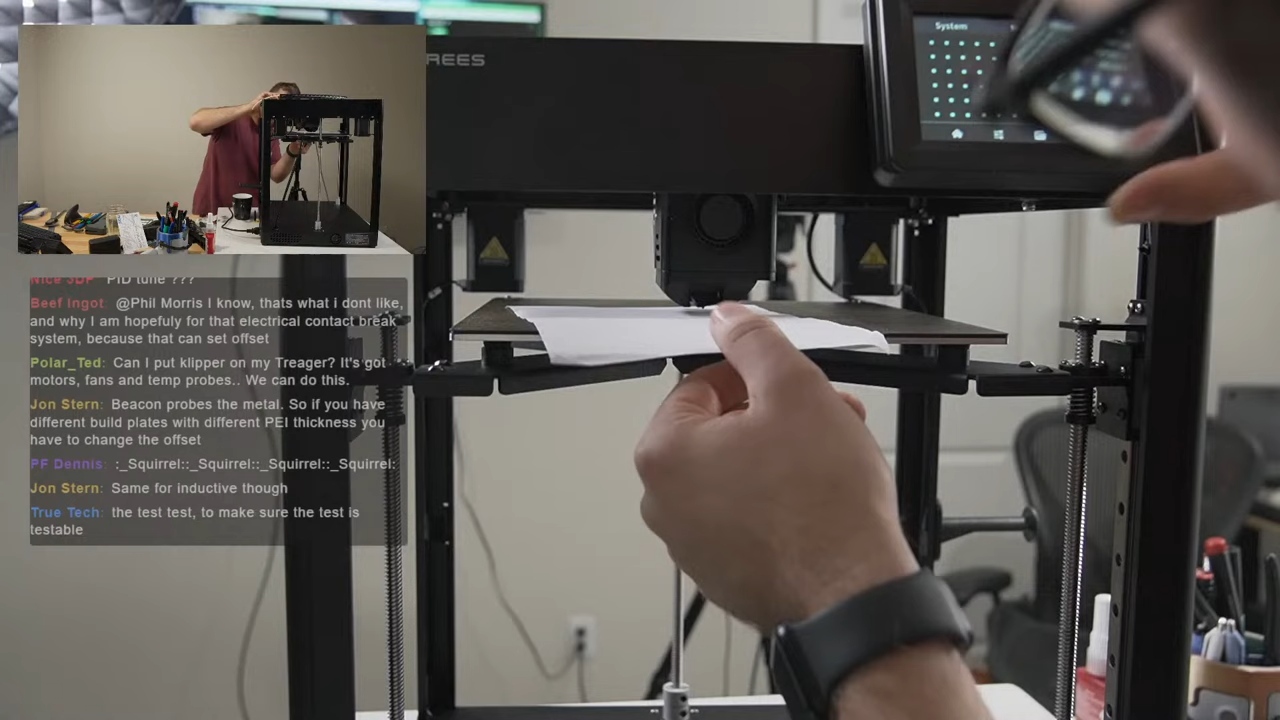 REES
System
Nice 3DP PID tune ???
Beef Ingot: @Phil Morris I know, thats what i dont like,
and why I am hopefuly for that electrical contact break
system, because that can set offset
Polar_Ted: Can I put klipper on my Treager? It's got
motors, fans and temp probes.. We can do this.
Jon Stern: Beacon probes the metal. So if you have
different build plates with different PEI thickness you
have to change the offset
PF Dennis: :_Squirrel::_Squirrel::_Squirrel::_Squirrel:
Jon Stern: Same for inductive though
True Tech: the test test, to make sure the test is
testable